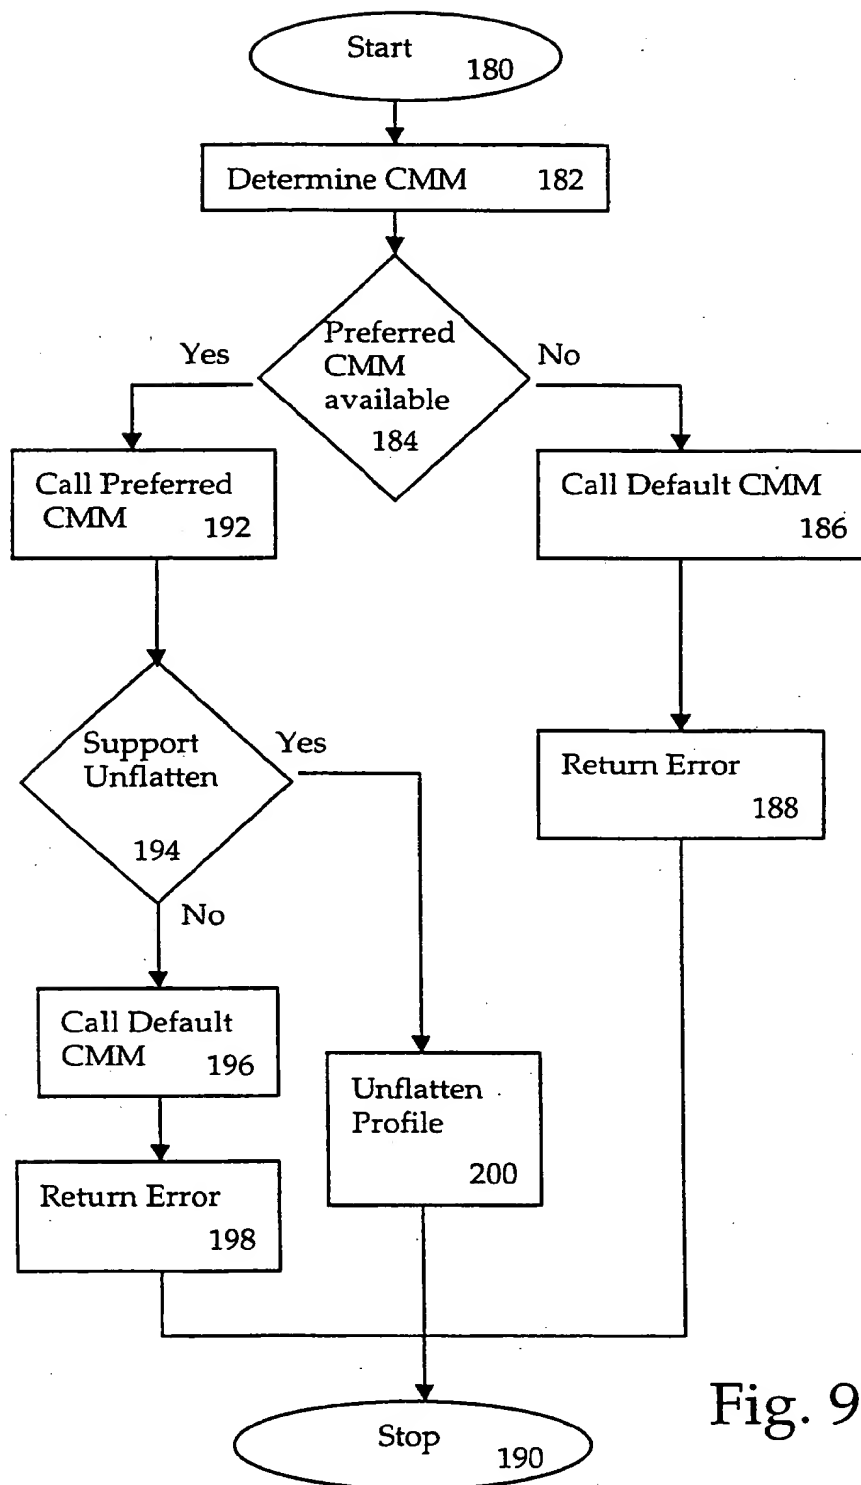 Start
180
Determine CMM 182
Preferred
CMM
available
184
Yes
No
Call Preferred
CMM 192
Call Default CMM
186
Support
Unflatten
194
Yes
No
Return Error
188
Call Default
CMM 196
Unflatten
Profile
200
Return Error
198
Stop
190
Fig. 9